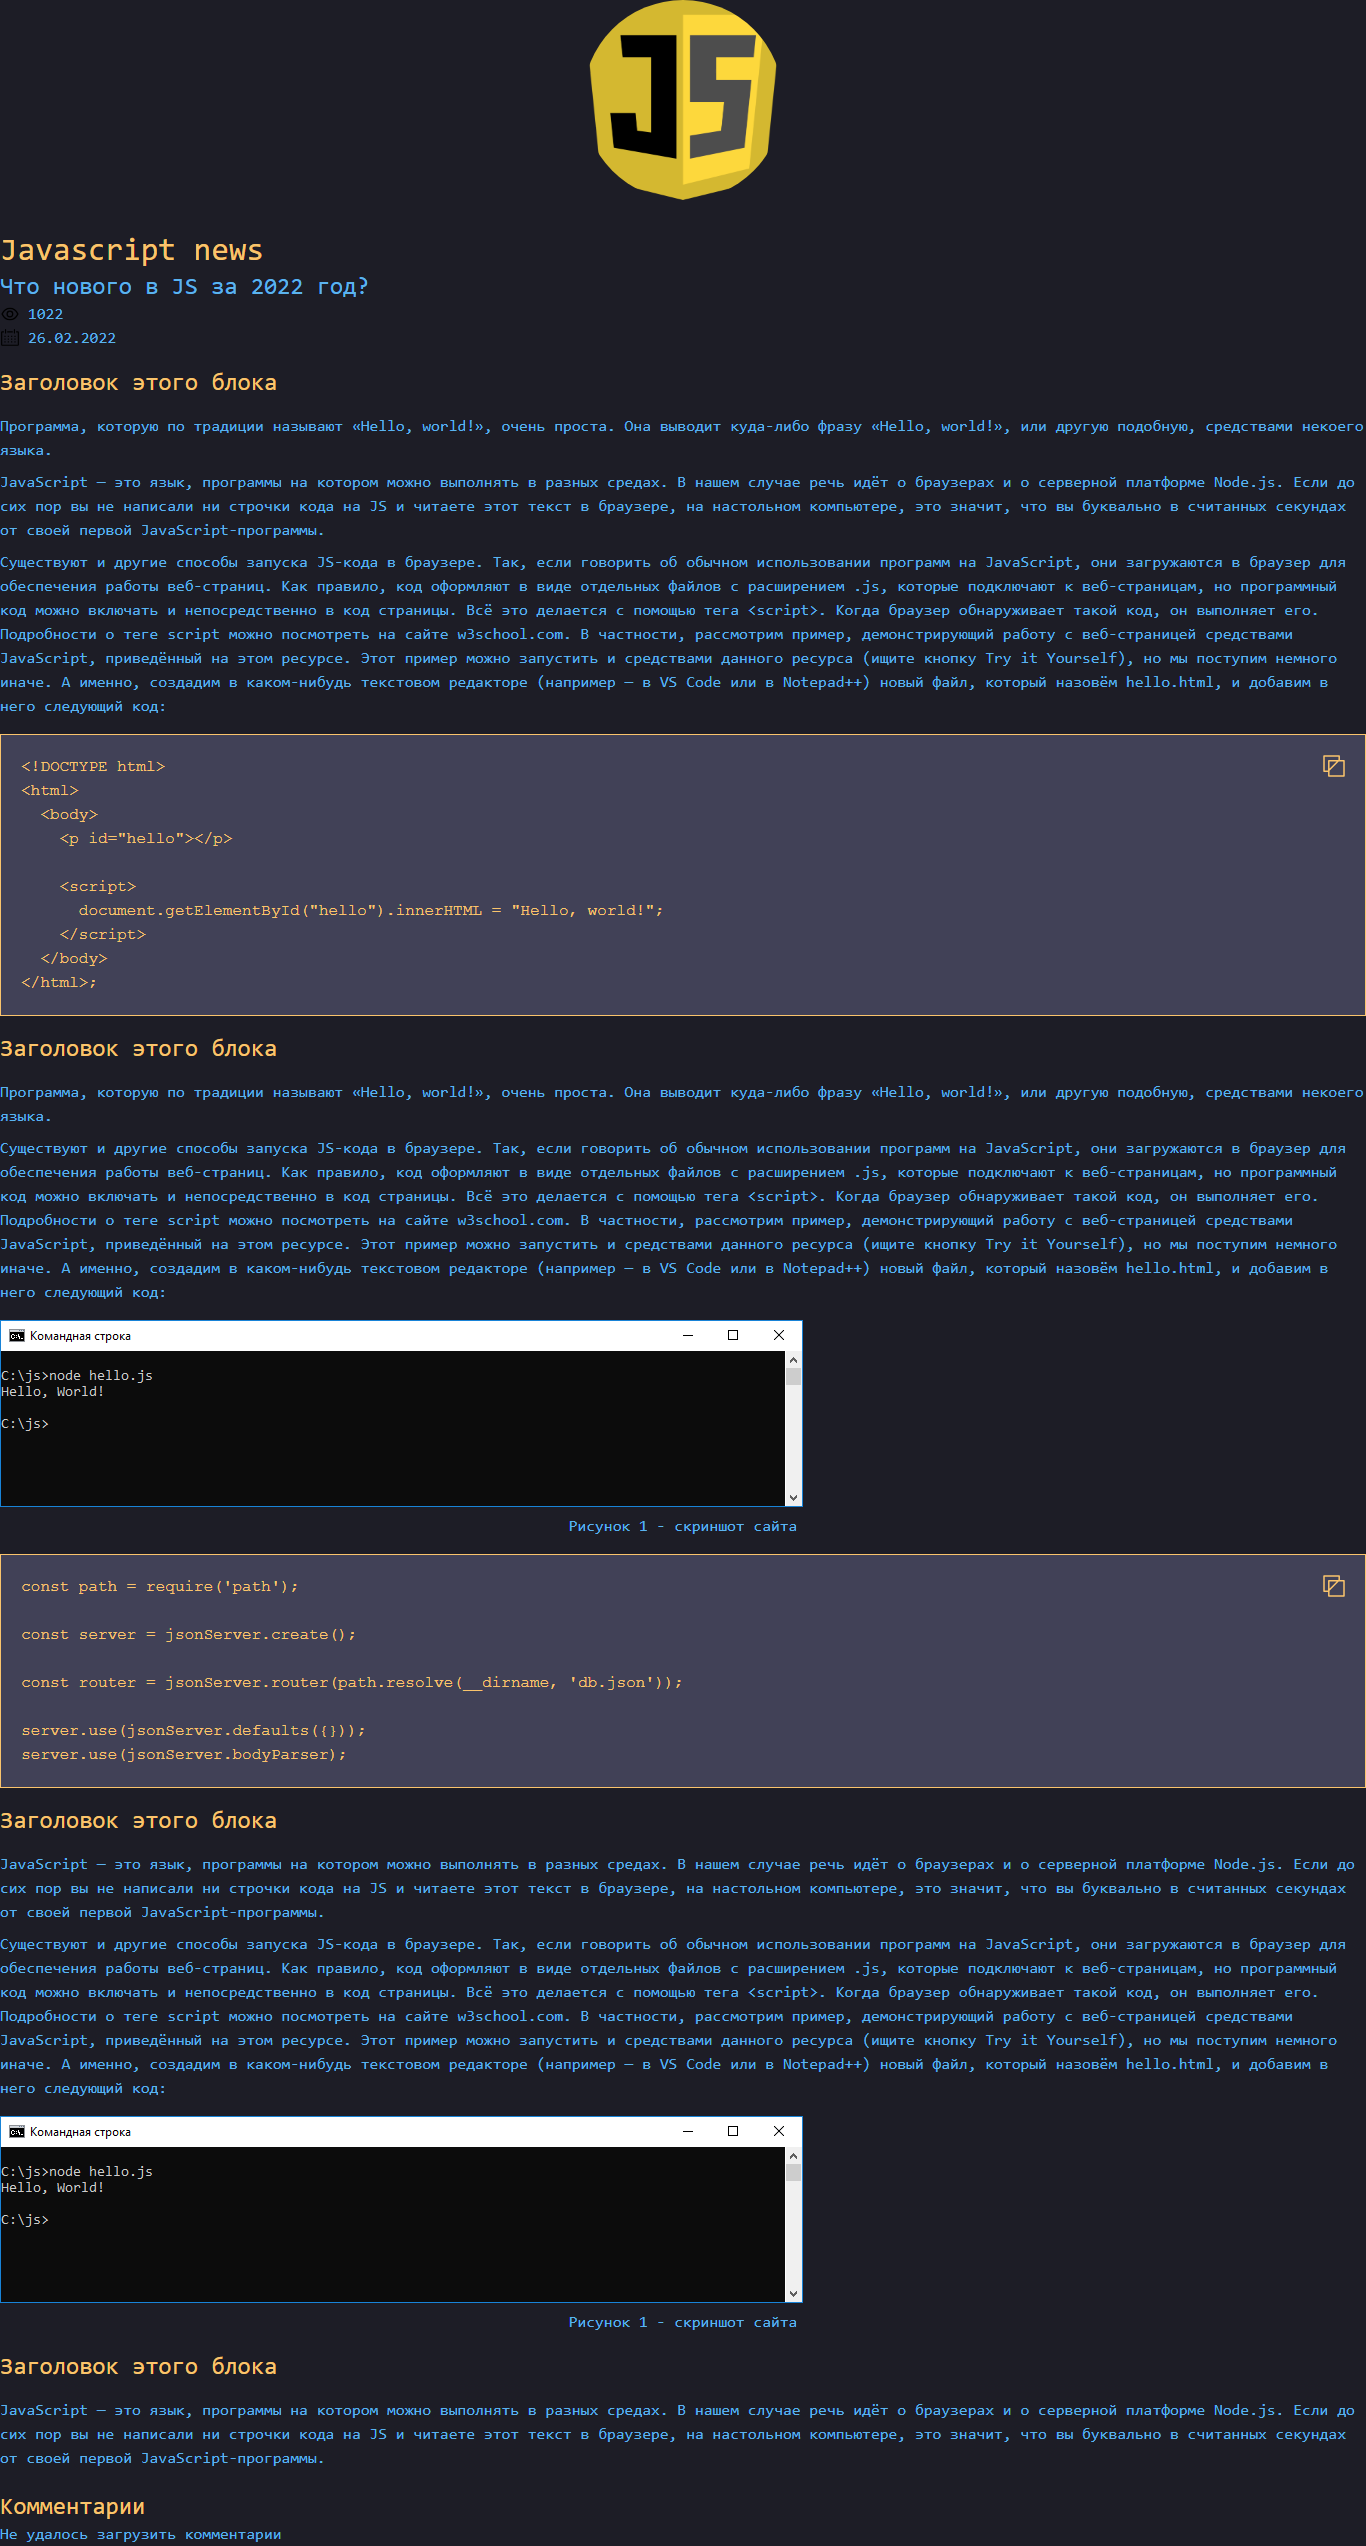 JS
Javascript news
Что нового в JS за 2022 год?
1022
26.02.2022
Заголовок этого блока
Программа, которую по традиции называют «Hello, world!», очень проста. Она выводит куда-либо фразу «Hello, world!», или другую подобную, средствами некоего
языка.
JavaScript — это язык, программы на котором можно выполнять в разных средах. В нашем случае речь идёт о браузерах и о серверной платформе Node.js. Если до
сих пор вы не написали ни строчки кода на JS и читаете этот текст в браузере, на настольном компьютере, это значит, что вы буквально в считанных секундах
от своей первой JavaScript-программы.
Существуют и другие способы запуска JS-кода в браузере. Так, если говорить об обычном использовании программ на JavaScript, они загружаются в браузер для
обеспечения работы веб-страниц. Как правило, код оформляют в виде отдельных файлов с расширением .js, которые подключают к веб-страницам, но программный
код можно включать и непосредственно в код страницы. Всё это делается с помощью тега <script>. Когда браузер обнаруживает такой код, он выполняет его.
Подробности о теге script можно посмотреть на сайте w3school.com. В частности, рассмотрим пример, демонстрирующий работу с веб-страницей средствами
JavaScript, приведённый на этом ресурсе. Этот пример можно запустить и средствами данного ресурса (ищите кнопку Try it Yourself), но мы поступим немного
иначе. А именно, создадим в каком-нибудь текстовом редакторе (например — в VS Code или в Notepad++) новый файл, который назовём hello.html, и добавим в
него следующий код:
<!DOCTYPE html>
<html>
<body>
<p id="hello"></p>
<script>
document.getElementById("hello").innerHTML = "Hello, world!";
</script>
</body>
</html>;
Заголовок этого блока
Программа, которую по традиции называют «Hello, world!», очень проста. Она выводит куда-либо фразу «Hello, world!», или другую подобную, средствами некоего
языка.
Существуют и другие способы запуска JS-кода в браузере. Так, если говорить об обычном использовании программ на JavaScript, они загружаются в браузер для
обеспечения работы веб-страниц. Как правило, код оформляют в виде отдельных файлов с расширением .js, которые подключают к веб-страницам, но программный
код можно включать и непосредственно в код страницы. Всё это делается с помощью тега <script>. Когда браузер обнаруживает такой код, он выполняет его.
Подробности о теге script можно посмотреть на сайте w3school.com. В частности, рассмотрим пример, демонстрирующий работу с веб-страницей средствами
JavaScript, приведённый на этом ресурсе. Этот пример можно запустить и средствами данного ресурса (ищите кнопку Try it Yourself), но мы поступим немного
иначе. А именно, создадим в каком-нибудь текстовом редакторе (например — в VS Code или в Notepad++) новый файл, который назовём hello.html, и добавим в
него следующий код:
Командная строка
C:\js>node hello.js
Hello, World!
C:\js>
Рисунок 1 - скриншот сайта
const path = require('path');
const server = jsonServer.create();
const router = jsonServer.router(path.resolve(__dirname, 'db.json'));
server.use(jsonServer.defaults({}));
server.use(jsonServer.bodyParser);
Заголовок этого блока
JavaScript — это язык, программы на котором можно выполнять в разных средах. В нашем случае речь идёт о браузерах и о серверной платформе Node.js. Если до
сих пор вы не написали ни строчки кода на JS и читаете этот текст в браузере, на настольном компьютере, это значит, что вы буквально в считанных секундах
от своей первой JavaScript-программы.
Существуют и другие способы запуска JS-кода в браузере. Так, если говорить об обычном использовании программ на JavaScript, они загружаются в браузер для
обеспечения работы веб-страниц. Как правило, код оформляют в виде отдельных файлов с расширением .js, которые подключают к веб-страницам, но программный
код можно включать и непосредственно в код страницы. Всё это делается с помощью тега <script>. Когда браузер обнаруживает такой код, он выполняет его.
Подробности о теге script можно посмотреть на сайте w3school.com. В частности, рассмотрим пример, демонстрирующий работу с веб-страницей средствами
JavaScript, приведённый на этом ресурсе. Этот пример можно запустить и средствами данного ресурса (ищите кнопку Try it Yourself), но мы поступим немного
иначе. А именно, создадим в каком-нибудь текстовом редакторе (например — в VS Code или в Notepad++) новый файл, который назовём hello.html, и добавим в
него следующий код:
Командная строка
C:\js>node hello.js
Hello, World!
C:\js>
Рисунок 1 - скриншот сайта
Заголовок этого блока
JavaScript — это язык, программы на котором можно выполнять в разных средах. В нашем случае речь идёт о браузерах и о серверной платформе Node.js. Если до
сих пор вы не написали ни строчки кода на JS и читаете этот текст в браузере, на настольном компьютере, это значит, что вы буквально в считанных секундах
от своей первой JavaScript-программы.
Комментарии
Не удалось загрузить комментарии